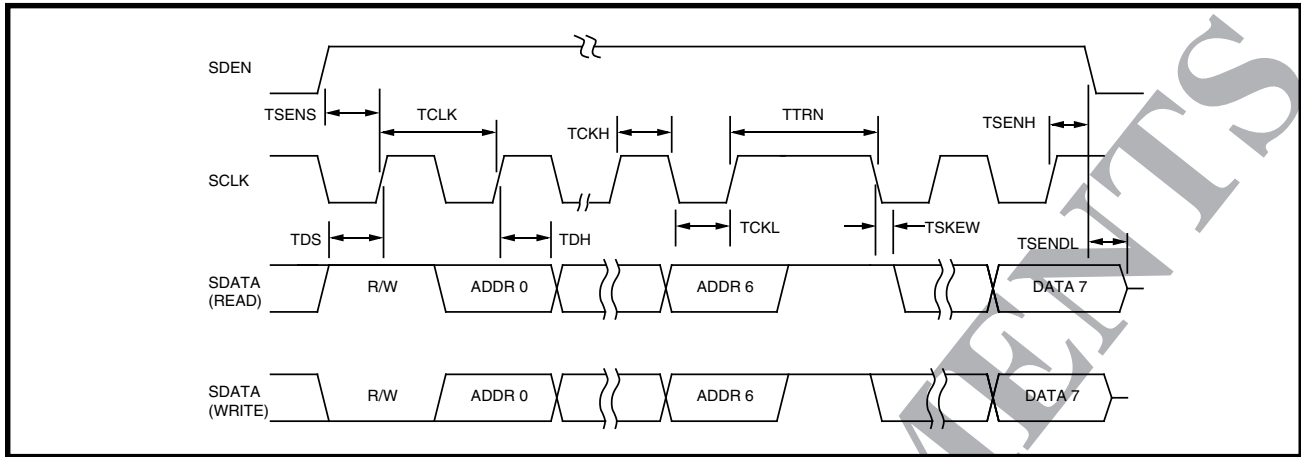 SDEN
TSENS
TCLK
TCKH
TTRN
TSENH
SCLK
TDS
TDH
TCKL
TSKEW
TSENDL
SDATA
(READ)
R/W
ADDR 0
ADDR 6
DATA 7
SDATA
(WRITE)
R/W
ADDR 0
ADDR 6
DATA 7
MENTS